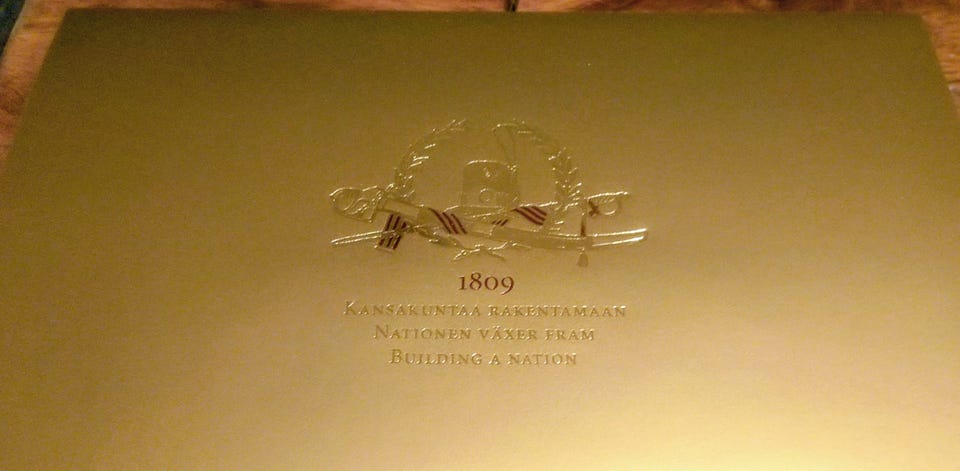 1809
Kansakuntaa rakentamaan
Nationen växer fram
Building a nation